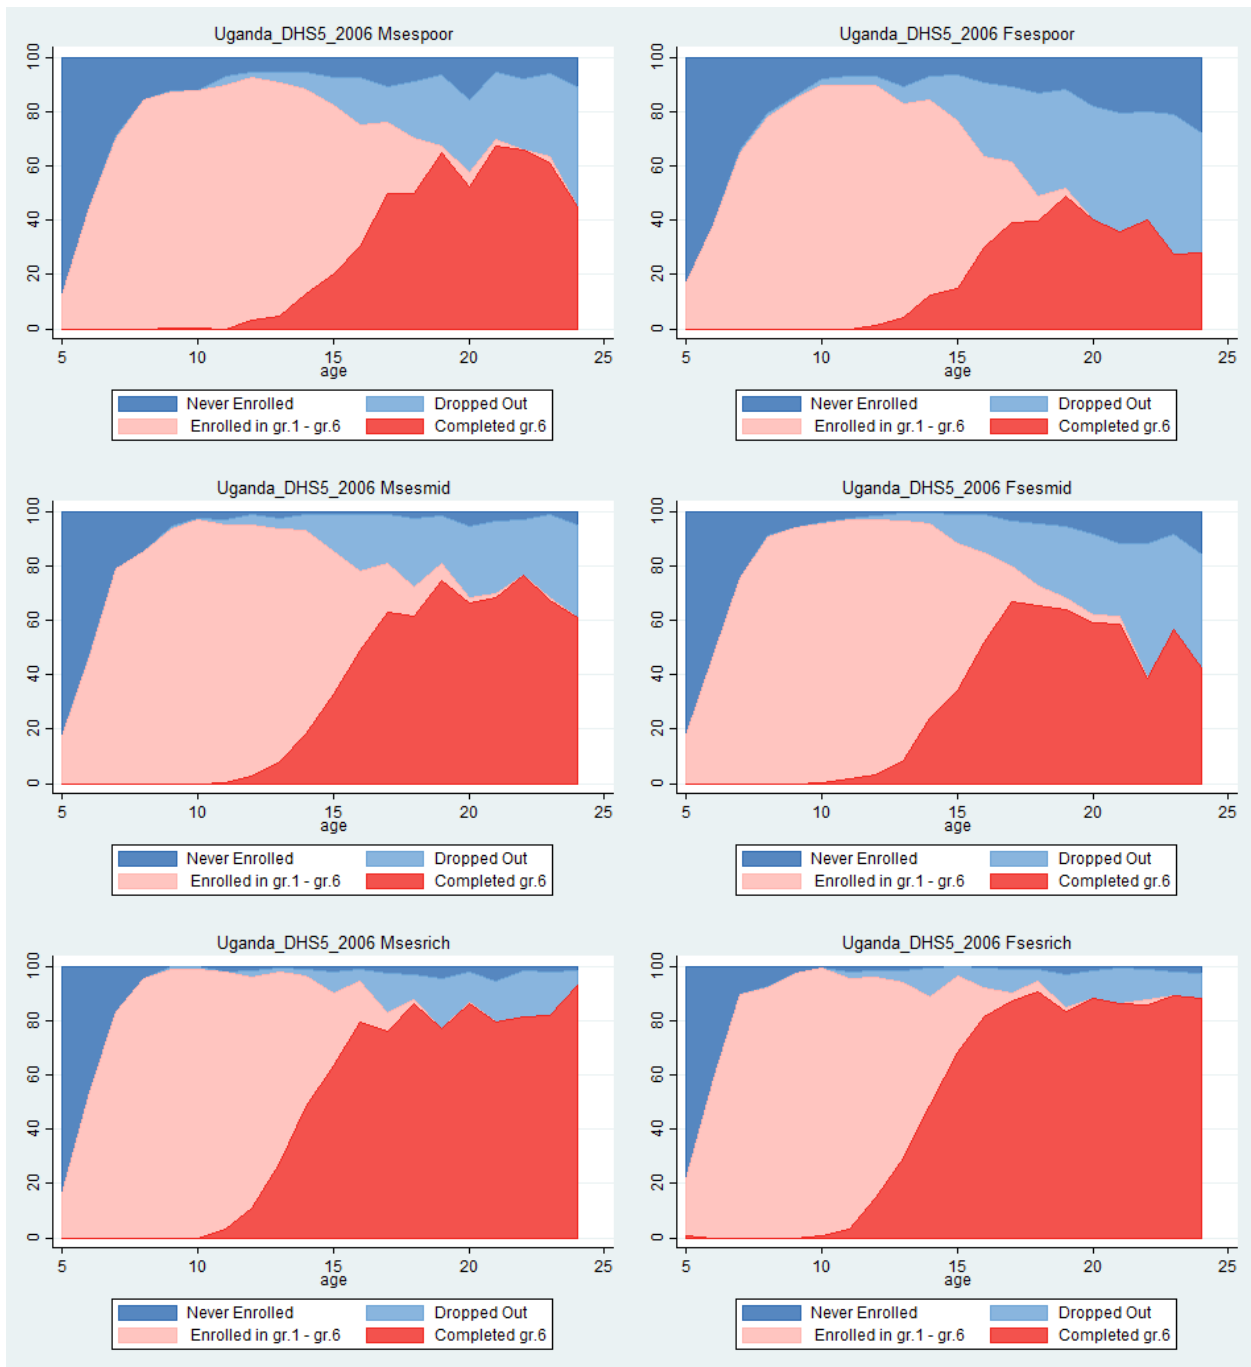 Uganda_DHS5_2006 Msespoor
100
80
60
40
20
0
5 10 15 20 25
age
Never Enrolled Dropped Out
Enrolled in gr.1 - gr.6 Completed gr.6
Uganda_DHS5_2006 Fsespoor
100
80
60
40
20
0
5 10 15 20 25
age
Never Enrolled Dropped Out
Enrolled in gr.1 - gr.6 Completed gr.6
Uganda_DHS5_2006 Msesmid
100
80
60
40
20
0
5 10 15 20 25
age
Never Enrolled Dropped Out
Enrolled in gr.1 - gr.6 Completed gr.6
Uganda_DHS5_2006 Fsesmid
100
80
60
40
20
0
5 10 15 20 25
age
Never Enrolled Dropped Out
Enrolled in gr.1 - gr.6 Completed gr.6
Uganda_DHS5_2006 Msesrich
100
80
60
40
20
0
5 10 15 20 25
age
Never Enrolled Dropped Out
Enrolled in gr.1 - gr.6 Completed gr.6
Uganda_DHS5_2006 Fsesrich
100
80
60
40
20
0
5 10 15 20 25
age
Never Enrolled Dropped Out
Enrolled in gr.1 - gr.6 Completed gr.6